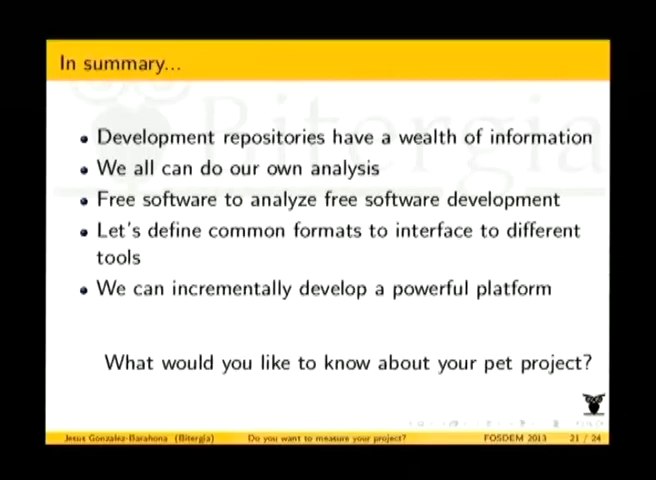 In summary...
Bitergia
• Development repositories have a wealth of information
• We all can do our own analysis
• Free software to analyze free software development
• Let's define common formats to interface to different
tools
• We can incrementally develop a powerful platform
What would you like to know about your pet project?
Jesus Gonzalez-Barahona (Bitergia) Do you want to measure your project? FOSDEM 2013 21 / 24